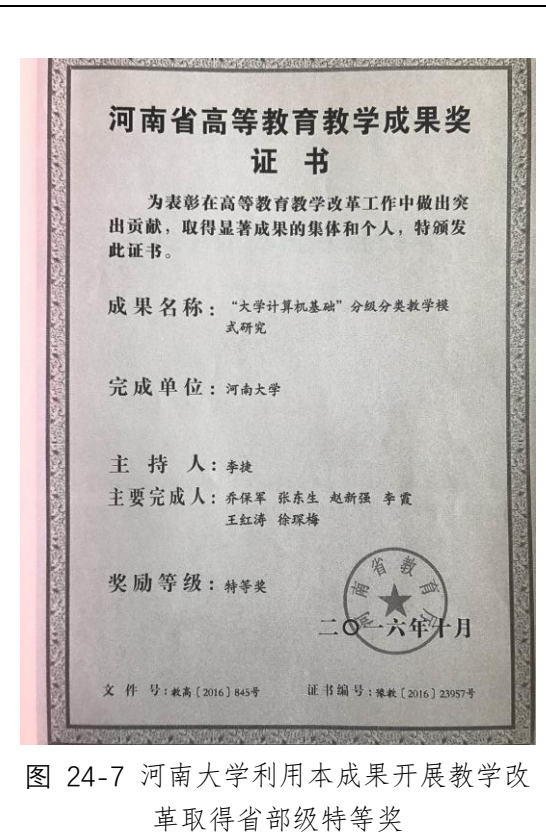 河南省高等教育教学成果奖
证 书
为表彰在高等教育教学改革工作中做出突
出贡献，取得显著成果的集体和个人，特颁发
此证书。
成果名称：“大学计算机基础”分级分类教学模
式研究
完成单位：河南大学
主 持 人：李捷
主要完成人：乔保军 张东生 赵新强 李霞
王红涛 徐琛梅
奖励等级：特等奖
河南省教育厅
二〇一六年十月
文 件 号：教高〔2016〕845号 证书编号：豫教〔2016〕23957号
图 24-7 河南大学利用本成果开展教学改
革取得省部级特等奖